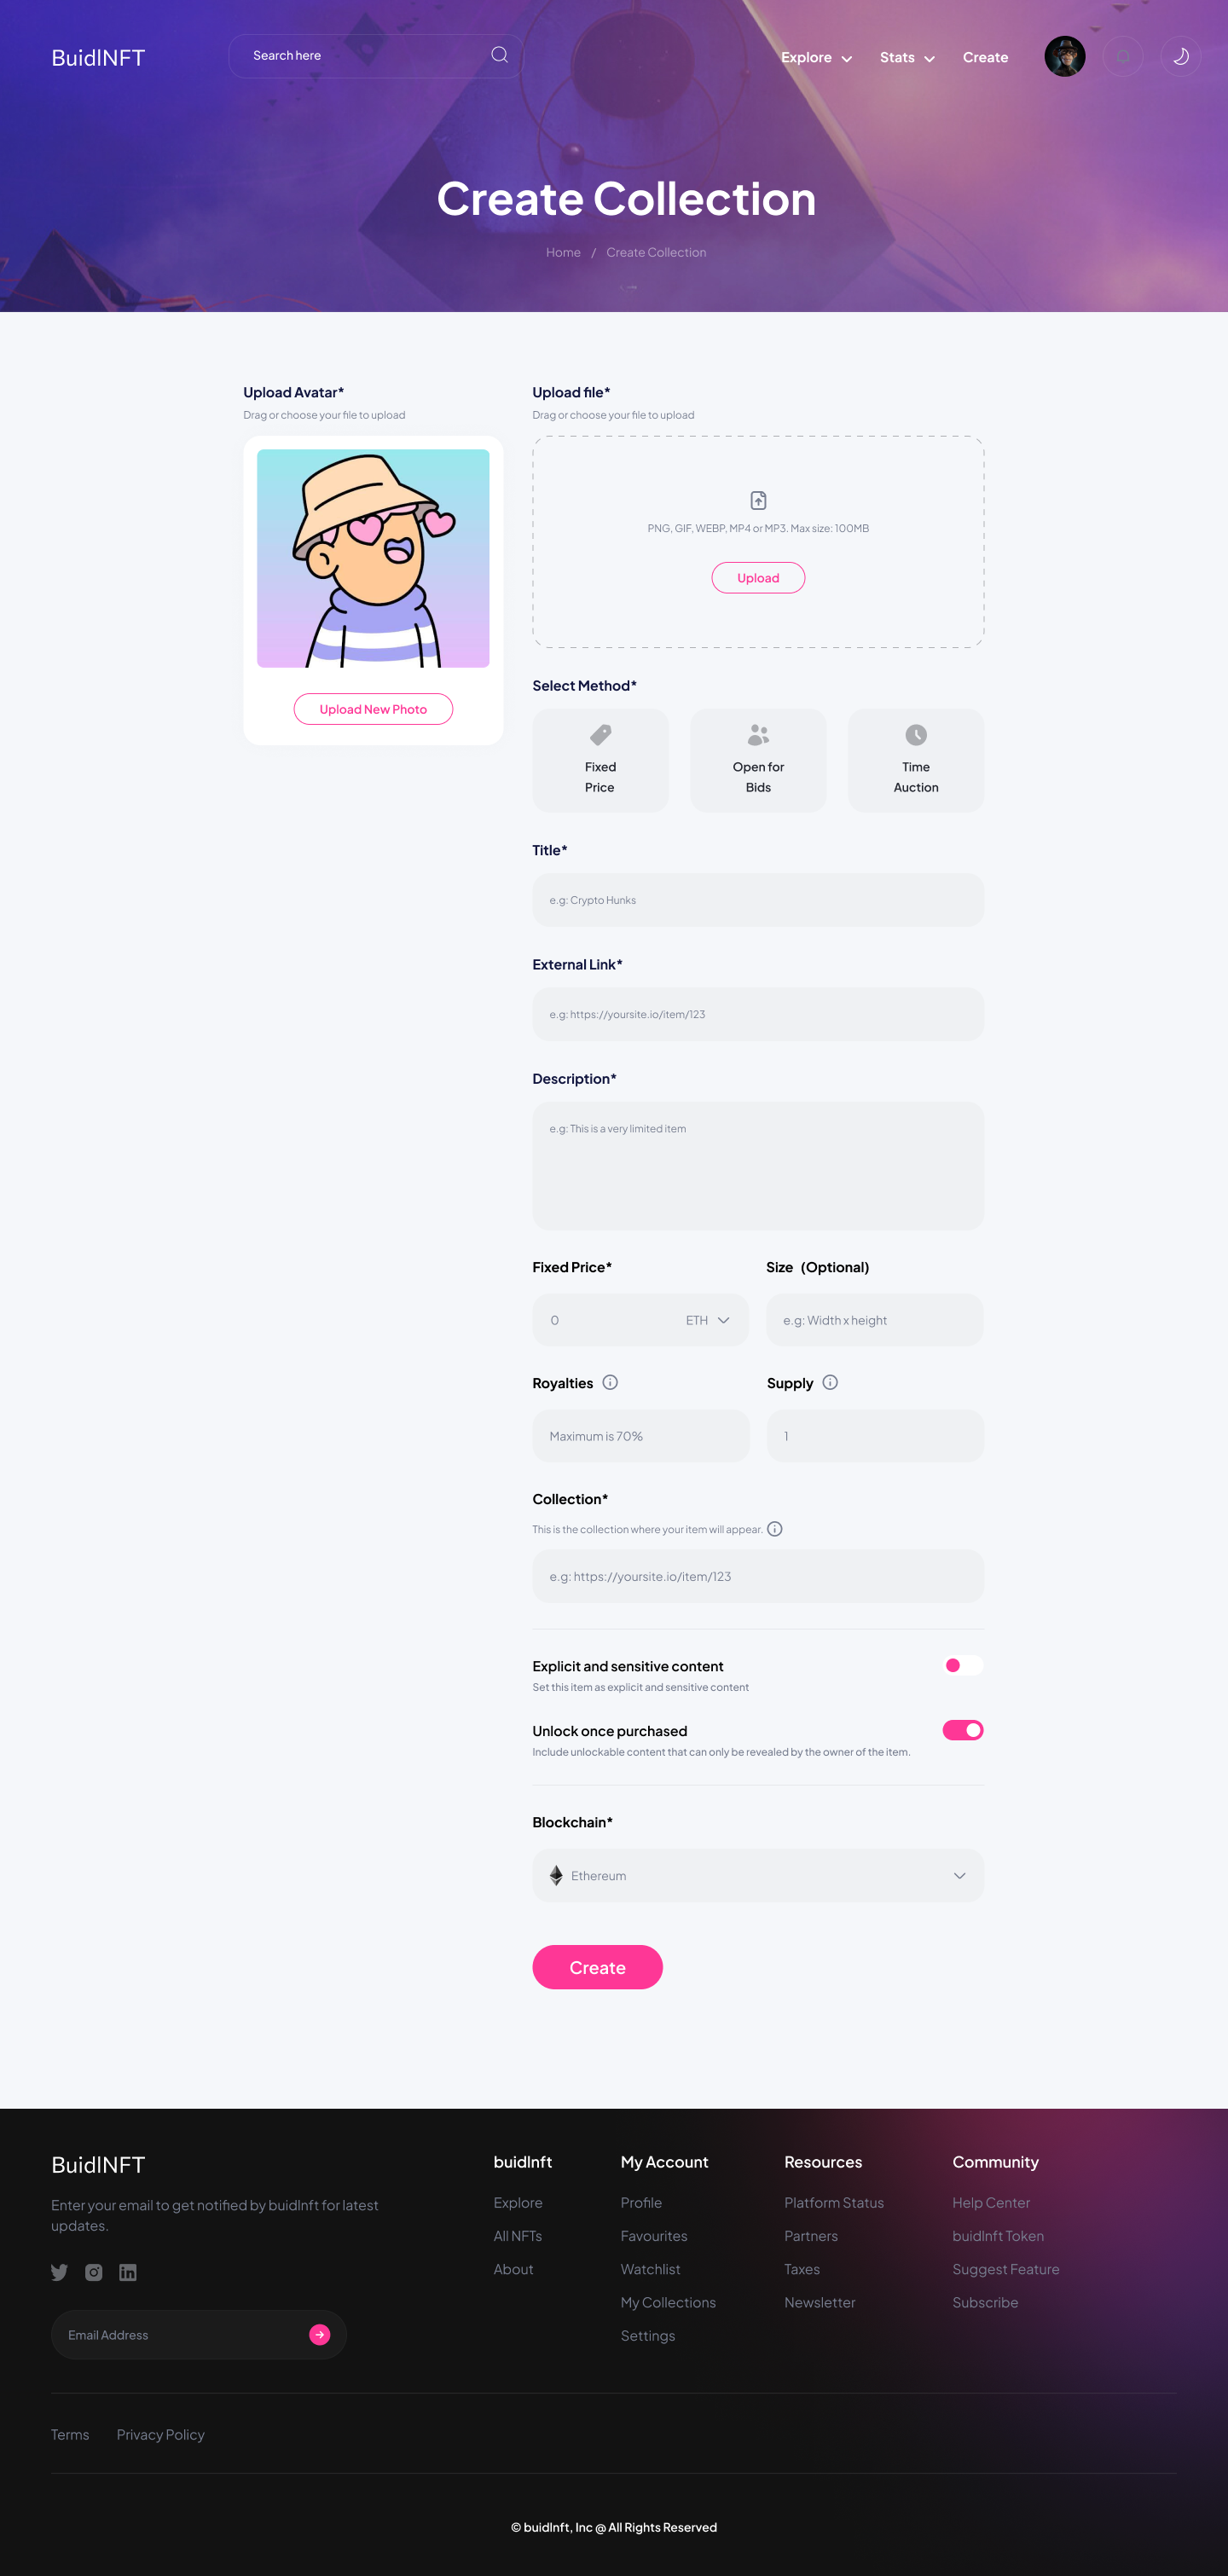 BuidlNFT
Search here
Explore
Stats
Create
Create Collection
Home / Create Collection
Upload Avatar*
Drag or choose your file to upload
Upload New Photo
Upload file*
Drag or choose your file to upload
PNG, GIF, WEBP, MP4 or MP3. Max size: 100MB
Upload
Select Method*
Fixed
Price
Open for
Bids
Time
Auction
Title*
e.g: Crypto Hunks
External Link*
e.g: https://yoursite.io/item/123
Description*
e.g: This is a very limited item
Fixed Price*
0
ETH
Size (Optional)
e.g: Width x height
Royalties
Maximum is 70%
Supply
1
Collection*
This is the collection where your item will appear.
e.g: https://yoursite.io/item/123
Explicit and sensitive content
Set this item as explicit and sensitive content
Unlock once purchased
Include unlockable content that can only be revealed by the owner of the item.
Blockchain*
Ethereum
Create
BuidlNFT
Enter your email to get notified by buidlnft for latest
updates.
Email Address
buidlnft
Explore
All NFTs
About
My Account
Profile
Favourites
Watchlist
My Collections
Settings
Resources
Platform Status
Partners
Taxes
Newsletter
Community
Help Center
buidlnft Token
Suggest Feature
Subscribe
Terms
Privacy Policy
© buidlnft, Inc @ All Rights Reserved